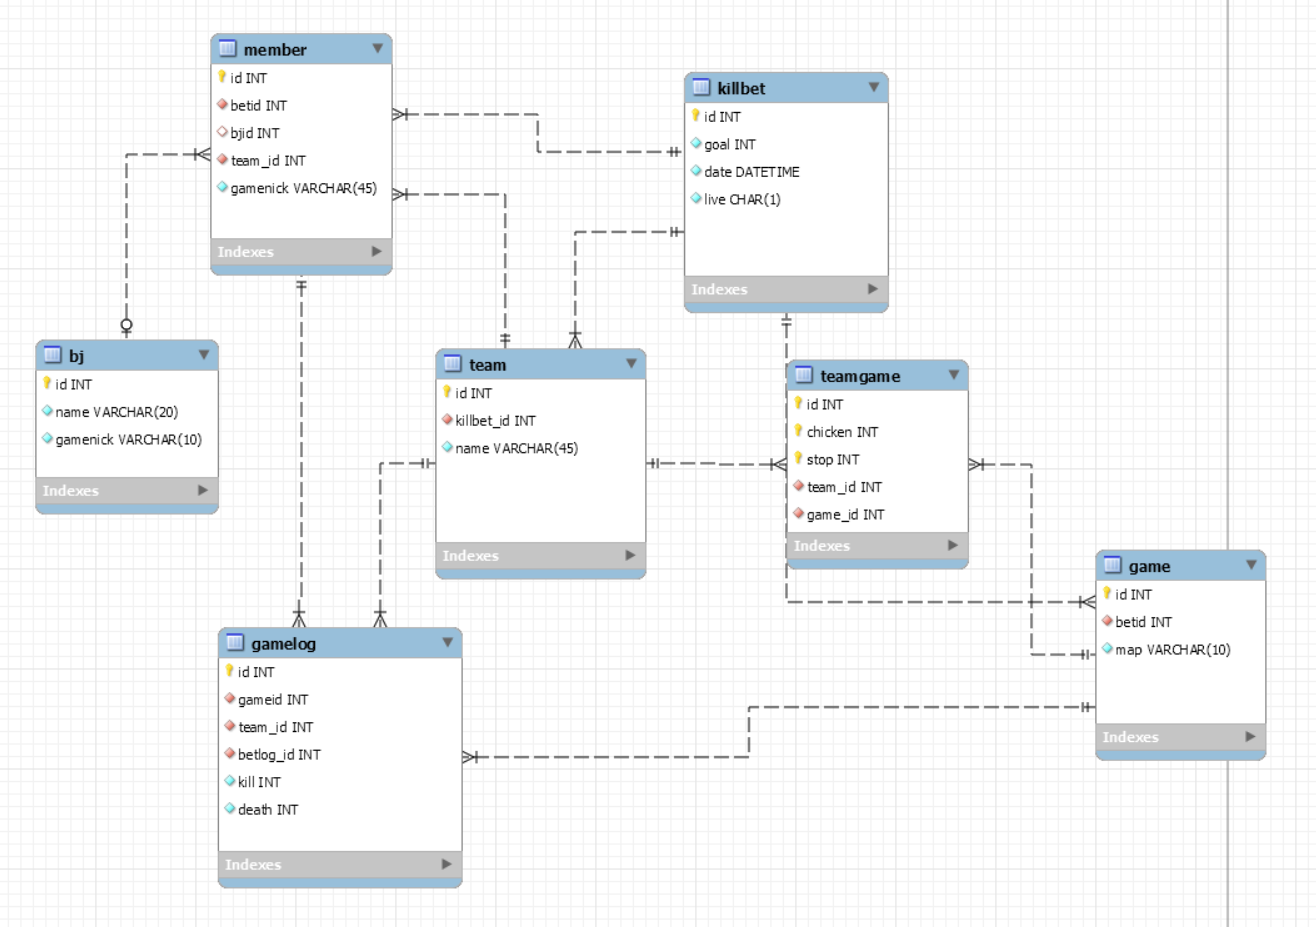 member
id INT
betid INT
bjid INT
team_id INT
gamenick VARCHAR(45)
Indexes
killbet
id INT
goal INT
date DATETIME
live CHAR(1)
Indexes
bj
id INT
name VARCHAR(20)
gamenick VARCHAR(10)
Indexes
team
id INT
killbet_id INT
name VARCHAR(45)
Indexes
teamgame
id INT
chicken INT
stop INT
team_id INT
game_id INT
Indexes
game
id INT
betid INT
map VARCHAR(10)
Indexes
gamelog
id INT
gameid INT
team_id INT
betlog_id INT
kill INT
death INT
Indexes